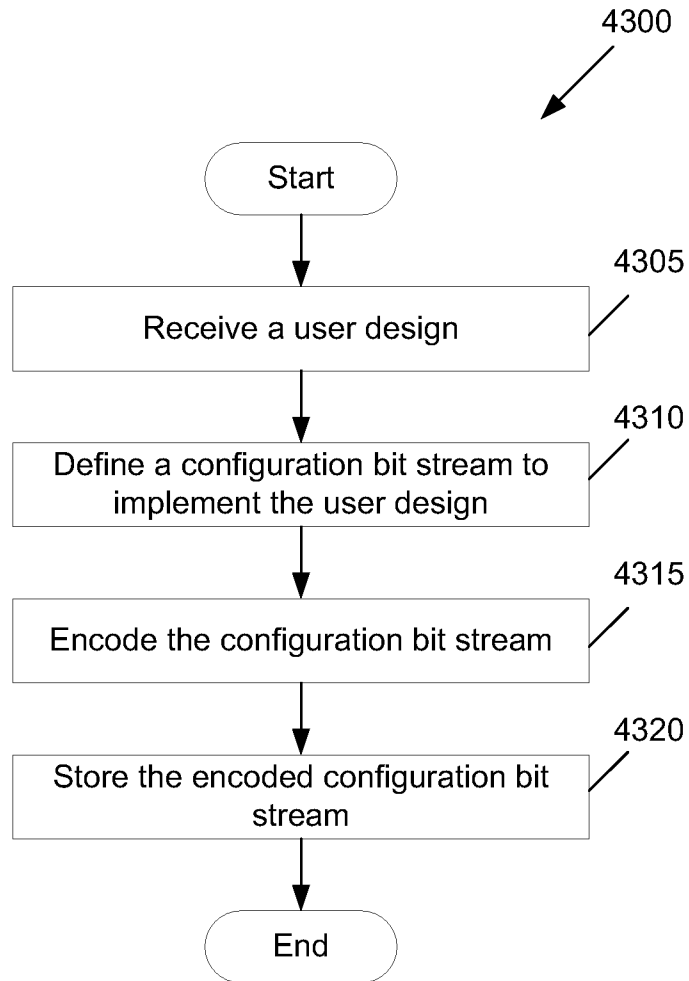 4300
Start
4305
Receive a user design
4310
Define a configuration bit stream to
implement the user design
4315
Encode the configuration bit stream
4320
Store the encoded configuration bit
stream
End